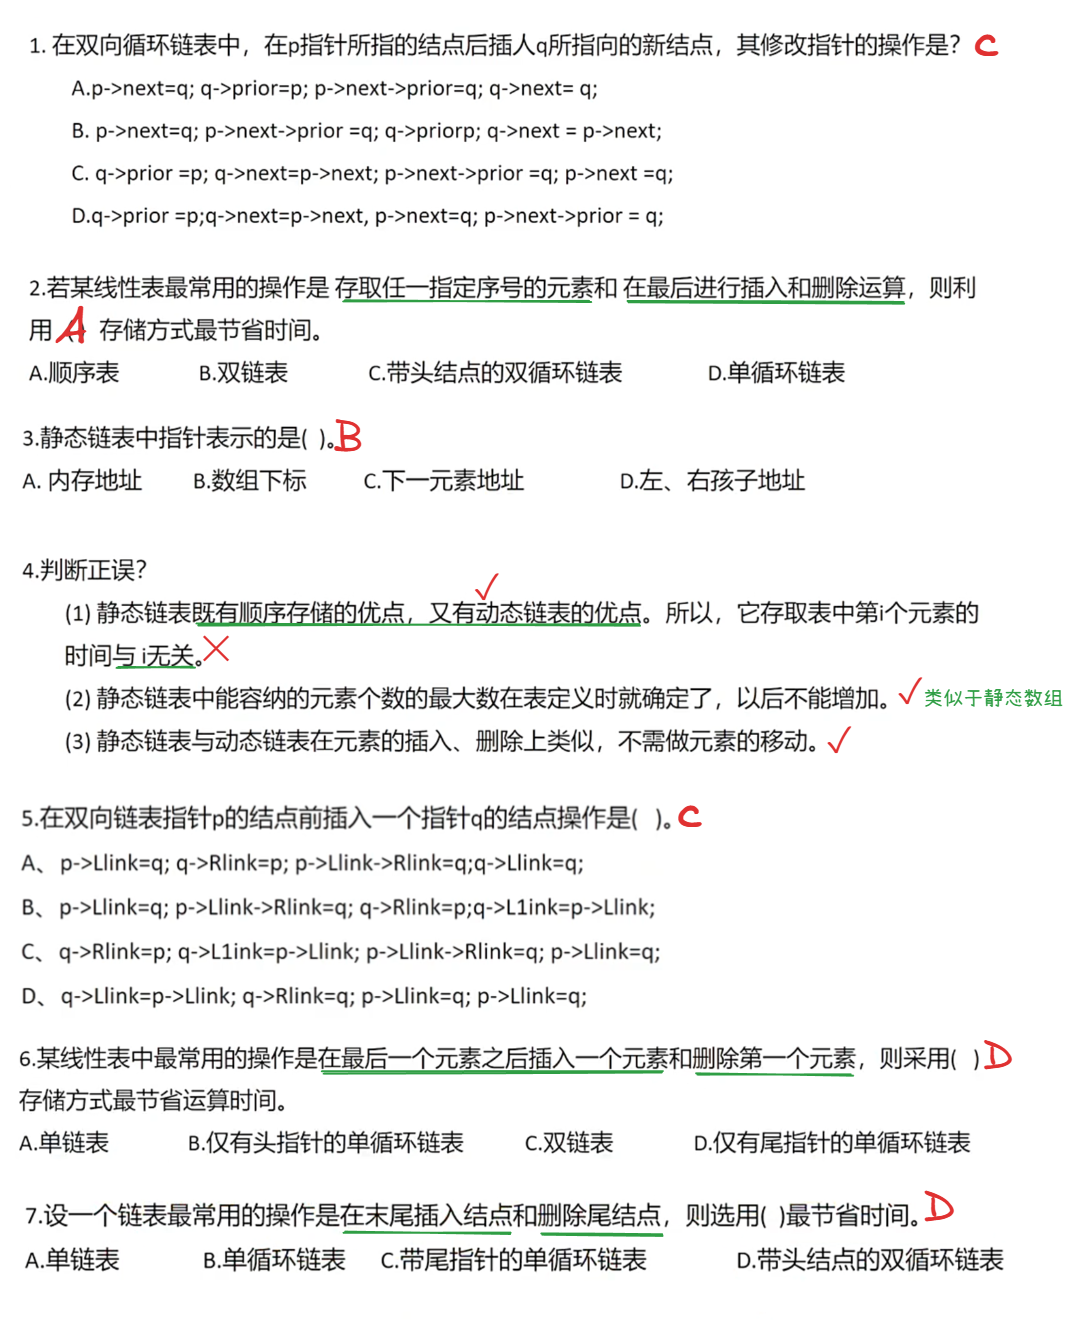 1. 在双向循环链表中，在p指针所指的结点后插人q所指向的新结点，其修改指针的操作是？ C
A.p->next=q; q->prior=p; p->next->prior=q; q->next= q;
B. p->next=q; p->next->prior =q; q->priorp; q->next = p->next;
C. q->prior =p; q->next=p->next; p->next->prior =q; p->next =q;
D.q->prior =p;q->next=p->next, p->next=q; p->next->prior = q;
2.若某线性表最常用的操作是 存取任一指定序号的元素和 在最后进行插入和删除运算，则利
用 A 存储方式最节省时间。
A.顺序表 B.双链表 C.带头结点的双循环链表 D.单循环链表
3.静态链表中指针表示的是( )。B
A. 内存地址 B.数组下标 C.下一元素地址 D.左、右孩子地址
4.判断正误？
✓
(1) 静态链表既有顺序存储的优点，又有动态链表的优点。所以，它存取表中第i个元素的
时间与 i无关。✗
(2) 静态链表中能容纳的元素个数的最大数在表定义时就确定了，以后不能增加。✓ 类似于静态数组
(3) 静态链表与动态链表在元素的插入、删除上类似，不需做元素的移动。✓
5.在双向链表指针p的结点前插入一个指针q的结点操作是( )。C
A、 p->Llink=q; q->Rlink=p; p->Llink->Rlink=q;q->Llink=q;
B、 p->Llink=q; p->Llink->Rlink=q; q->Rlink=p;q->L1ink=p->Llink;
C、 q->Rlink=p; q->L1ink=p->Llink; p->Llink->Rlink=q; p->Llink=q;
D、 q->Llink=p->Llink; q->Rlink=q; p->Llink=q; p->Llink=q;
6.某线性表中最常用的操作是在最后一个元素之后插入一个元素和删除第一个元素，则采用( ) D
存储方式最节省运算时间。
A.单链表 B.仅有头指针的单循环链表 C.双链表 D.仅有尾指针的单循环链表
7.设一个链表最常用的操作是在末尾插入结点和删除尾结点，则选用( )最节省时间。D
A.单链表 B.单循环链表 C.带尾指针的单循环链表 D.带头结点的双循环链表